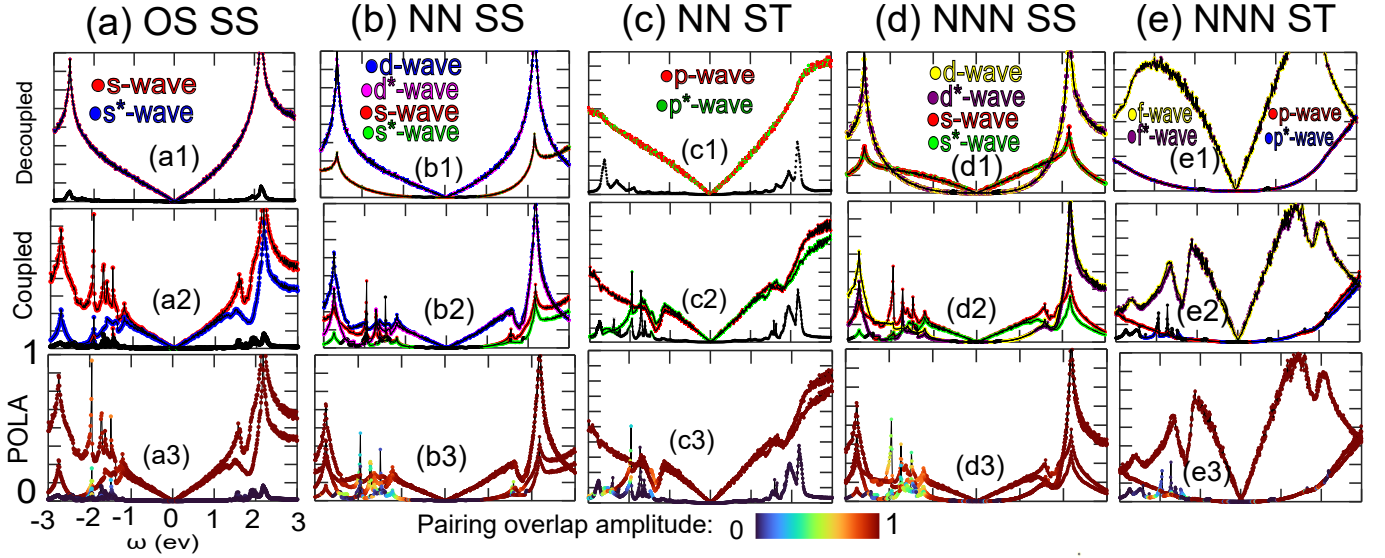 (a) OS SS
(b) NN SS
(c) NN ST
(d) NNN SS
(e) NNN ST
Decoupled
s-wave
s*-wave
(a1)
d-wave
d*-wave
s-wave
s*-wave
(b1)
p-wave
p*-wave
(c1)
d-wave
d*-wave
s-wave
s*-wave
(d1)
f-wave
f*-wave
p-wave
p*-wave
(e1)
Coupled
(a2)
(b2)
(c2)
(d2)
(e2)
1
1
POLA
0
(a3)
(b3)
(c3)
(d3)
(e3)
-3 -2 -1 0 1 2 3
ω (ev)
Pairing overlap amplitude: 0 1